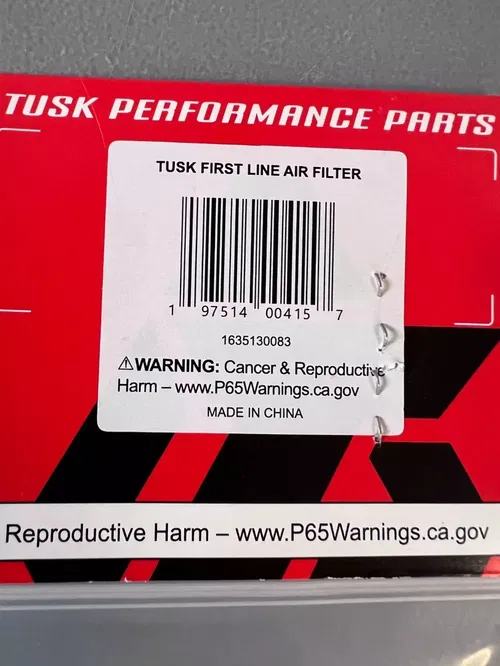 TUSK PERFORMANCE PARTS
TUSK FIRST LINE AIR FILTER
1 97514 00415 7
1635130083
⚠WARNING: Cancer & Reproductive
Harm – www.P65Warnings.ca.gov
MADE IN CHINA
Reproductive Harm – www.P65Warnings.ca.gov